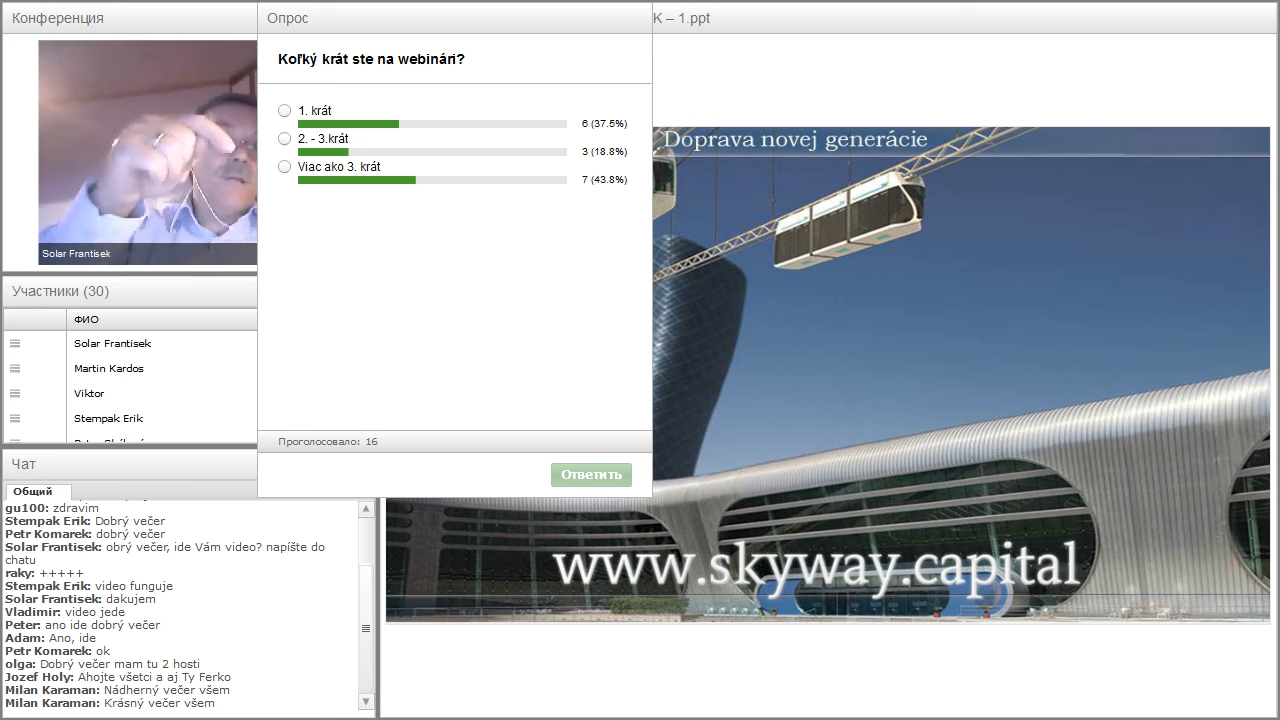 Конференция
Solar Frantisek
Участники (30)
ФИО
Solar Frantisek
Martin Kardos
Viktor
Stempak Erik
Чат
Общий
gu100: zdravim
Stempak Erik: Dobrý večer
Petr Komarek: dobrý večer
Solar Frantisek: obrý večer, ide Vám video? napíšte do
chatu
raky: +++++
Stempak Erik: video funguje
Solar Frantisek: dakujem
Vladimir: video jede
Peter: ano ide dobrý večer
Adam: Ano, ide
Petr Komarek: ok
olga: Dobrý večer mam tu 2 hosti
Jozef Holy: Ahojte všetci a aj Ty Ferko
Milan Karaman: Nádherný večer všem
Milan Karaman: Krásný večer všem
Опрос
Koľký krát ste na webinári?
1. krát
6 (37.5%)
2. - 3.krát
3 (18.8%)
Viac ako 3. krát
7 (43.8%)
Проголосовало: 16
Ответить
K – 1.ppt
Doprava novej generácie
www.skyway.capital